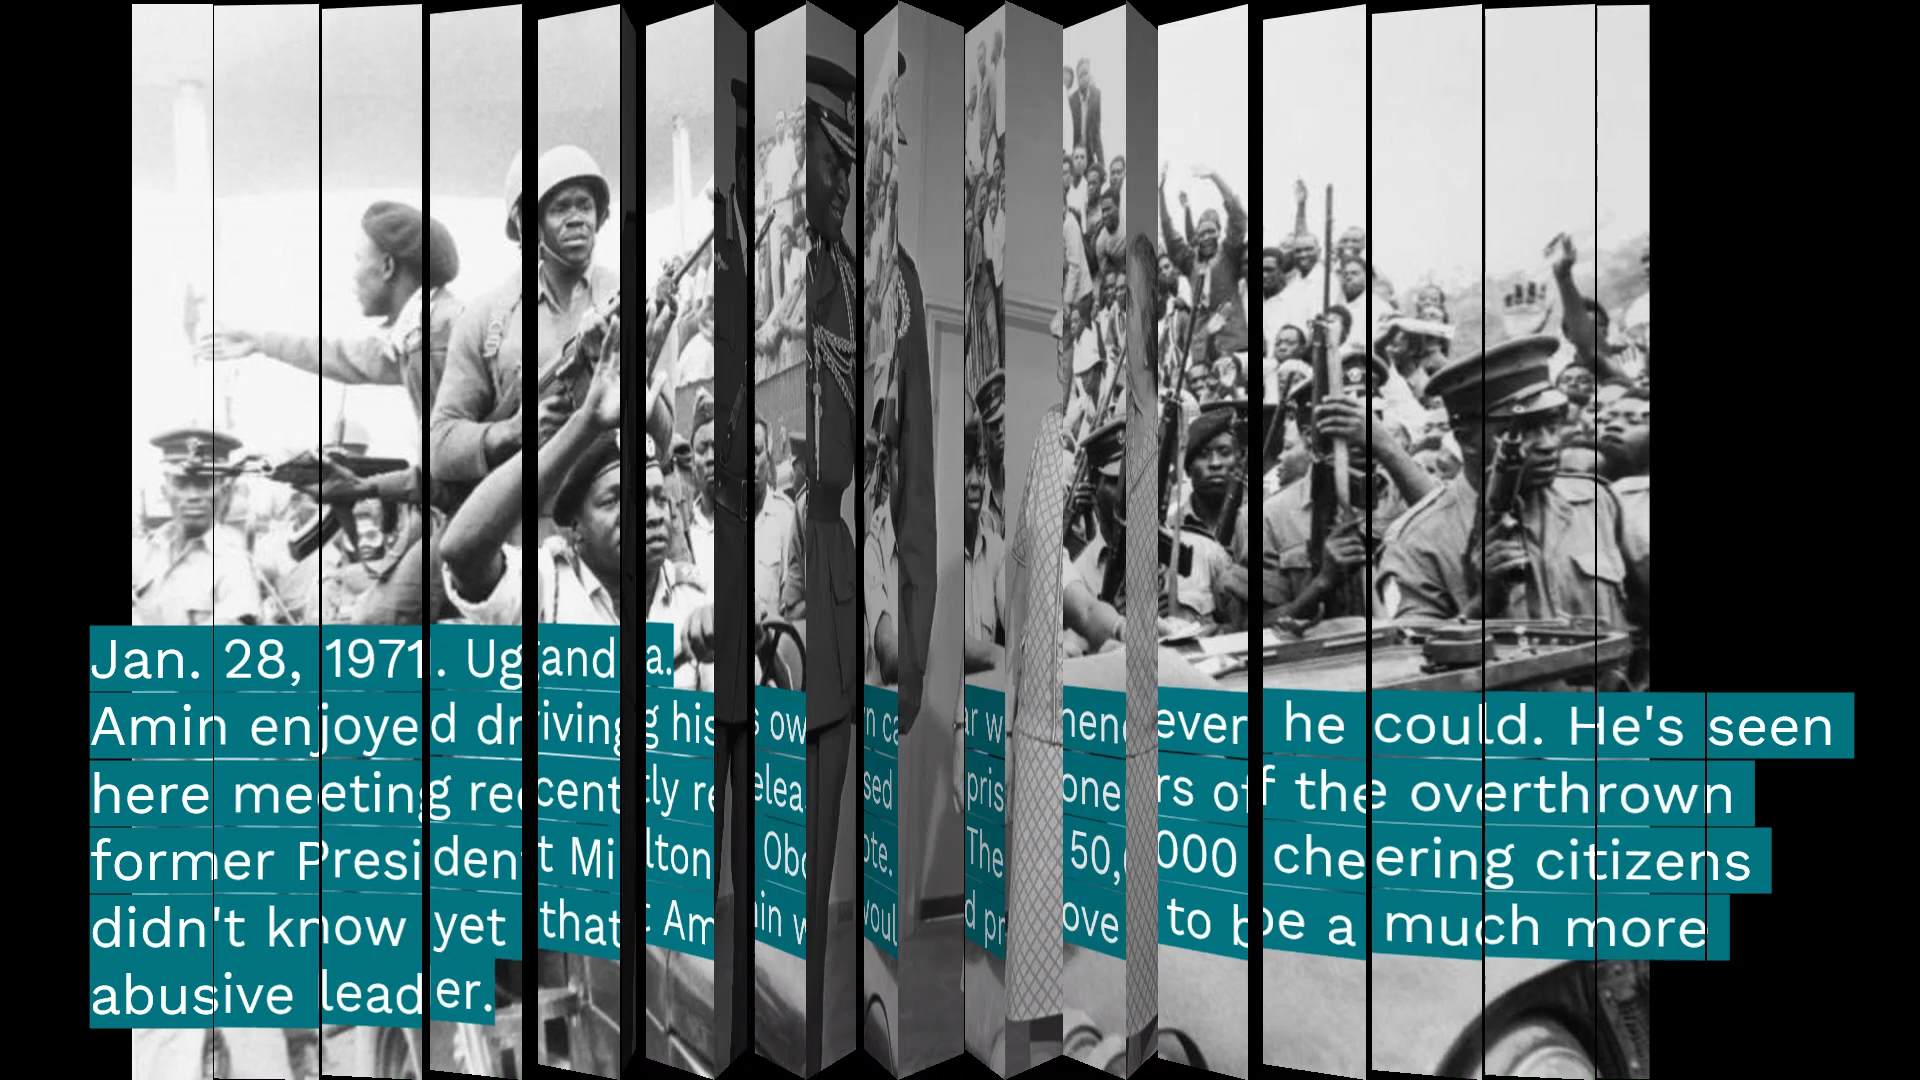 Jan. 28, 1971. Uganda.
Amin enjoyed driving his own car whenever he could. He's seen
here meeting recently released prisoners off the overthrown
former President Milton Obote. The 50,000 cheering citizens
didn't know yet that Amin would prove to be a much more
abusive leader.